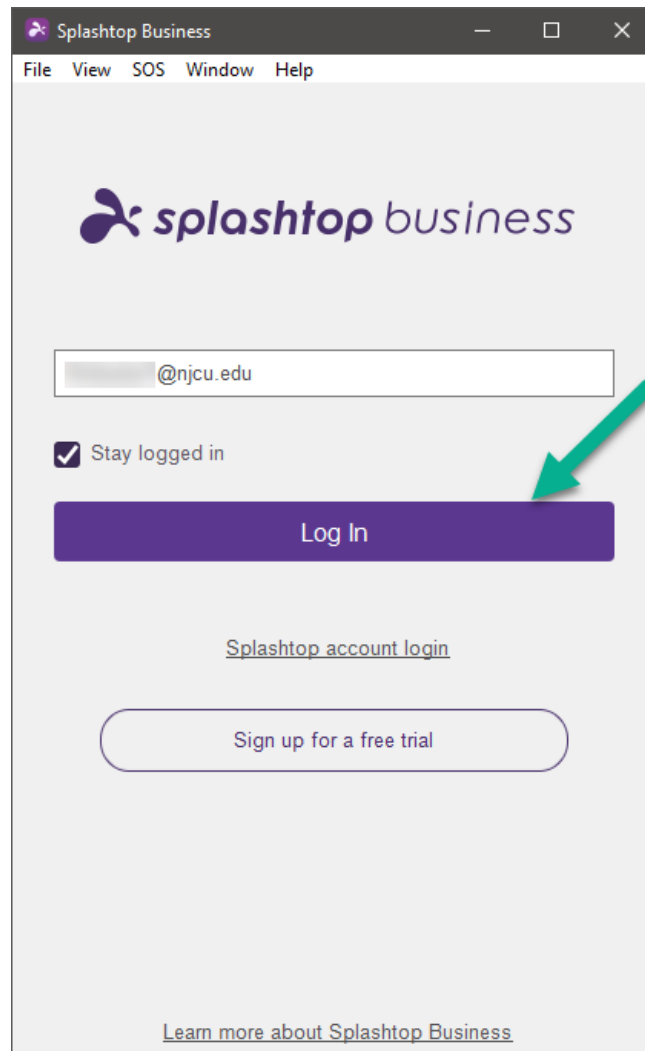 Splashtop Business
File View SOS Window Help
splashtop business
@njcu.edu
Stay logged in
Log In
Splashtop account login
Sign up for a free trial
Learn more about Splashtop Business